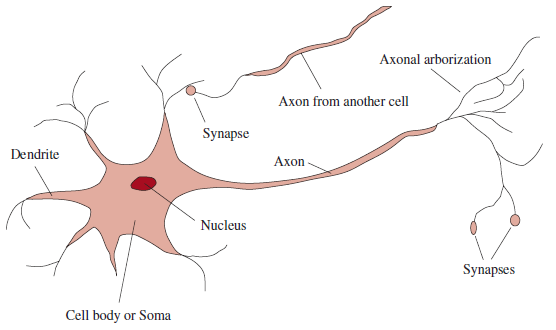 Axonal arborization
Axon from another cell
Synapse
Dendrite
Axon
Nucleus
Synapses
Cell body or Soma